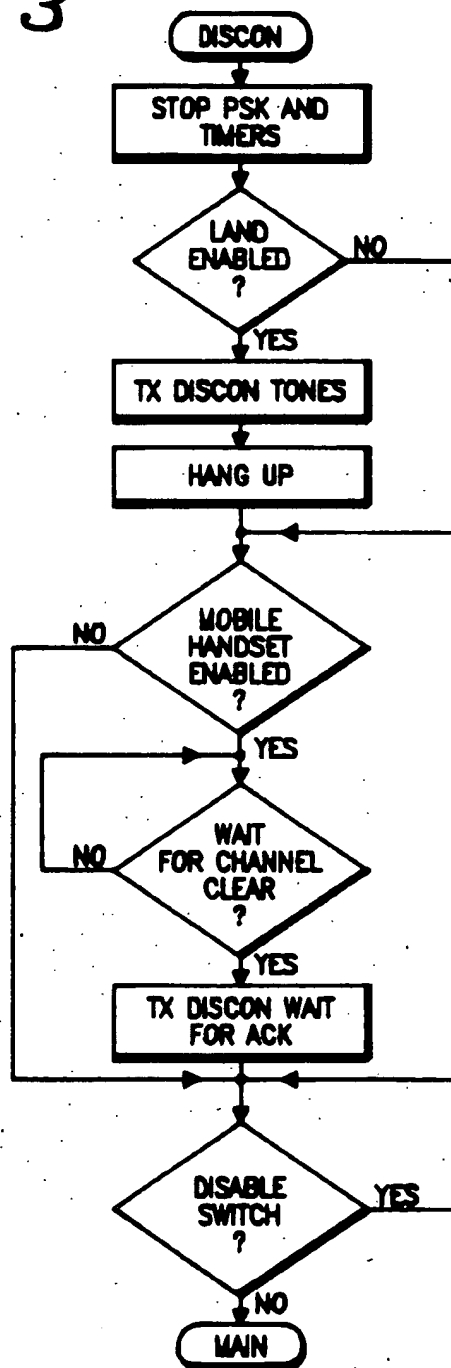 3
DISCON
STOP PSK AND
TIMERS
LAND
ENABLED
?
NO
YES
TX DISCON TONES
HANG UP
MOBILE
HANDSET
ENABLED
?
NO
YES
WAIT
FOR CHANNEL
CLEAR
?
NO
YES
TX DISCON WAIT
FOR ACK
DISABLE
SWITCH
?
YES
NO
MAIN